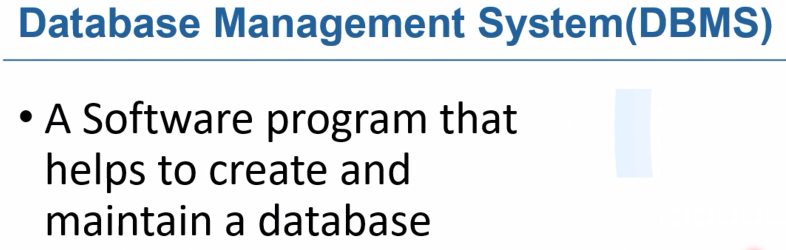 Database Management System(DBMS)
• A Software program that
helps to create and
maintain a database